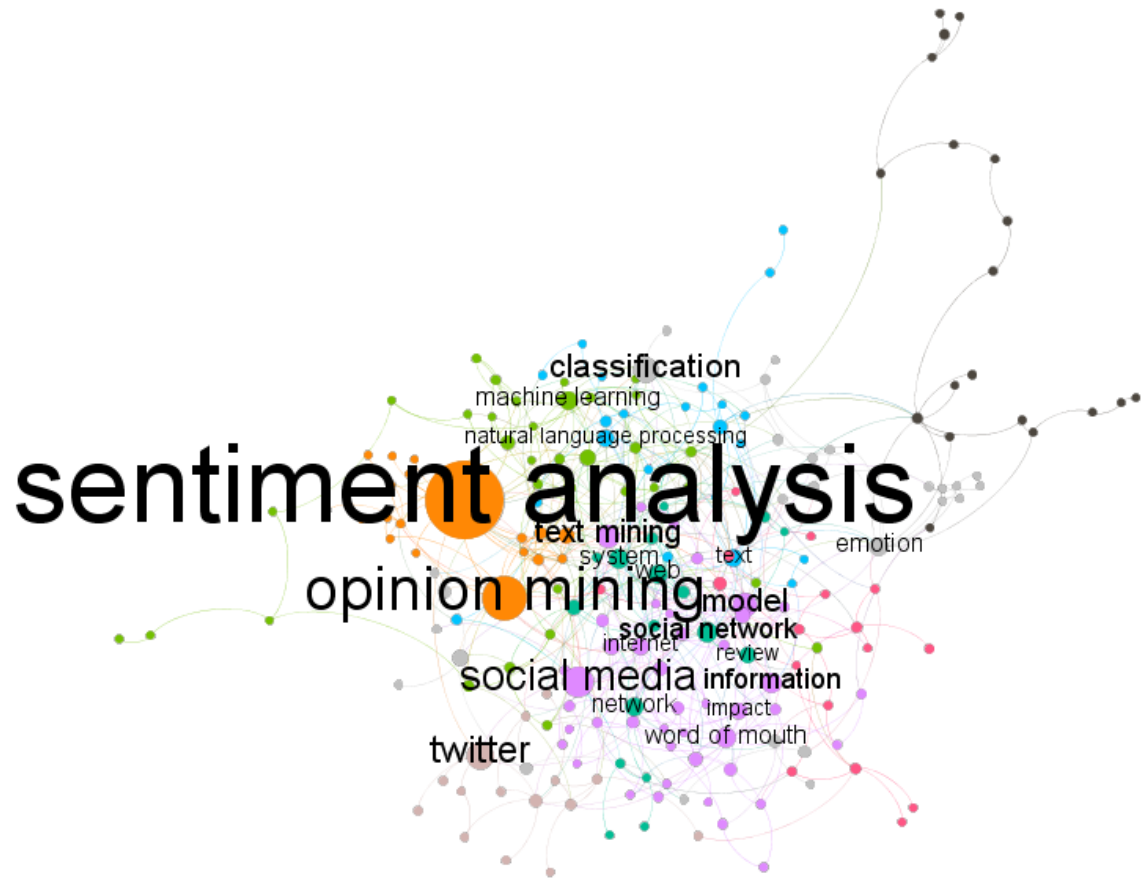 classification
machine learning
natural language processing
sentiment analysis
text mining
system
text
emotion
web
opinion mining
model
social network
internet
review
social media
information
network
impact
word of mouth
twitter